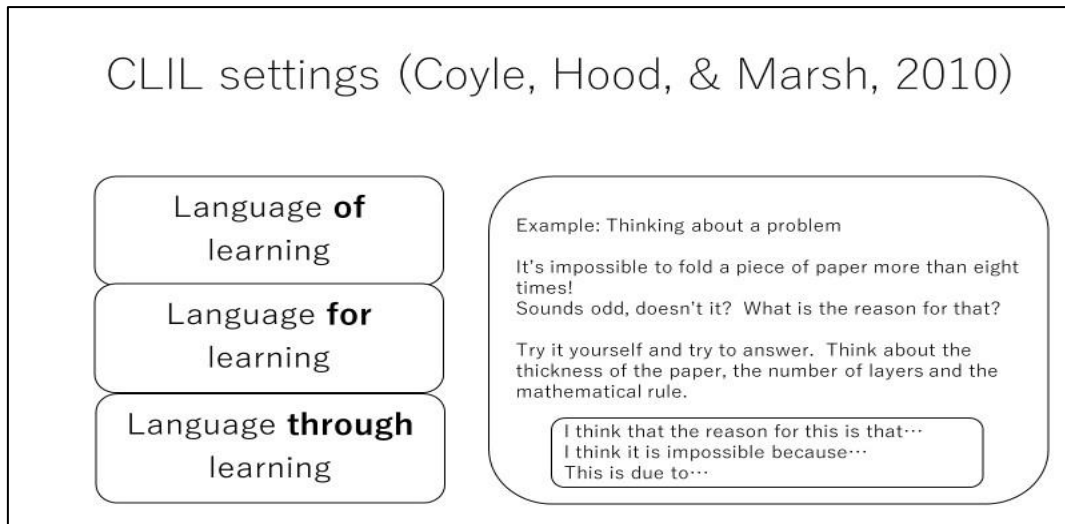 CLIL settings (Coyle, Hood, & Marsh, 2010)
Language of
learning
Language for
learning
Language through
learning
Example: Thinking about a problem
It's impossible to fold a piece of paper more than eight
times!
Sounds odd, doesn't it?  What is the reason for that?
Try it yourself and try to answer.  Think about the
thickness of the paper, the number of layers and the
mathematical rule.
I think that the reason for this is that⋯
I think it is impossible because⋯
This is due to⋯